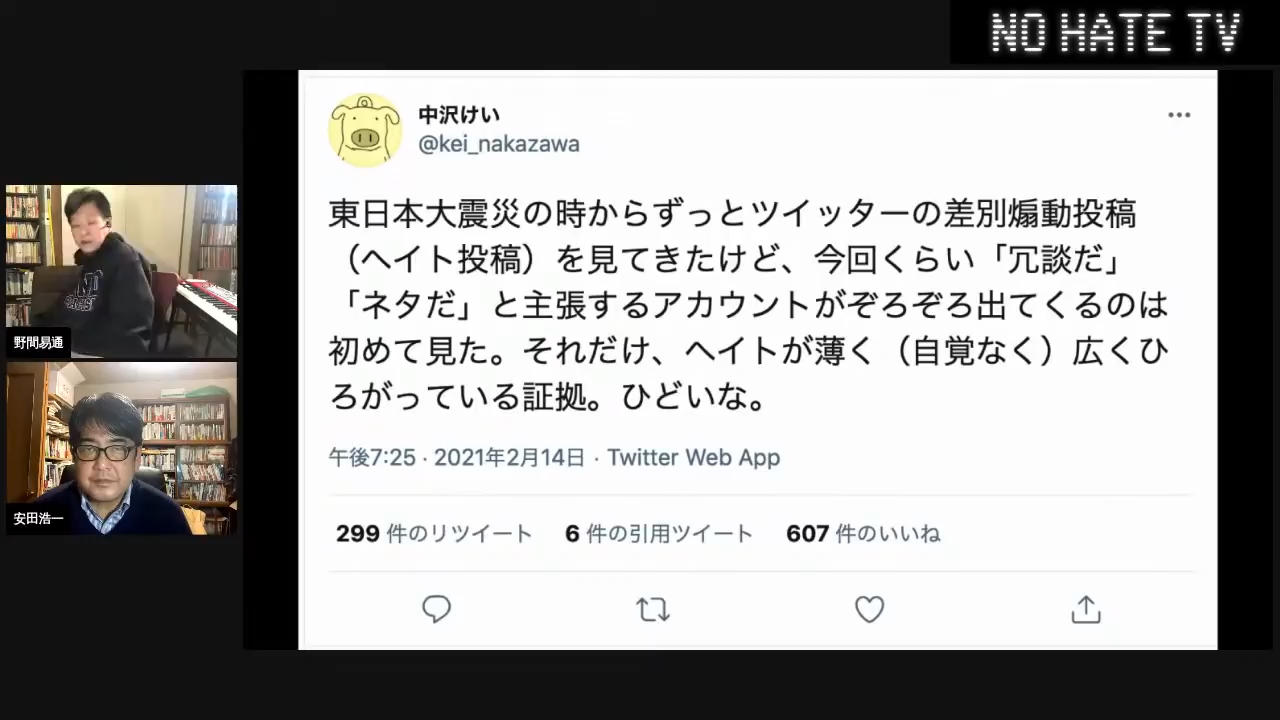 NO HATE TV
中沢けい
@kei_nakazawa
東日本大震災の時からずっとツイッターの差別煽動投稿
（ヘイト投稿）を見てきたけど、今回くらい「冗談だ」
「ネタだ」と主張するアカウントがぞろぞろ出てくるのは
初めて見た。それだけ、ヘイトが薄く（自覚なく）広くひ
ろがっている証拠。ひどいな。
午後7:25 · 2021年2月14日 · Twitter Web App
299 件のリツイート 6 件の引用ツイート 607 件のいいね
野間易通
安田浩一